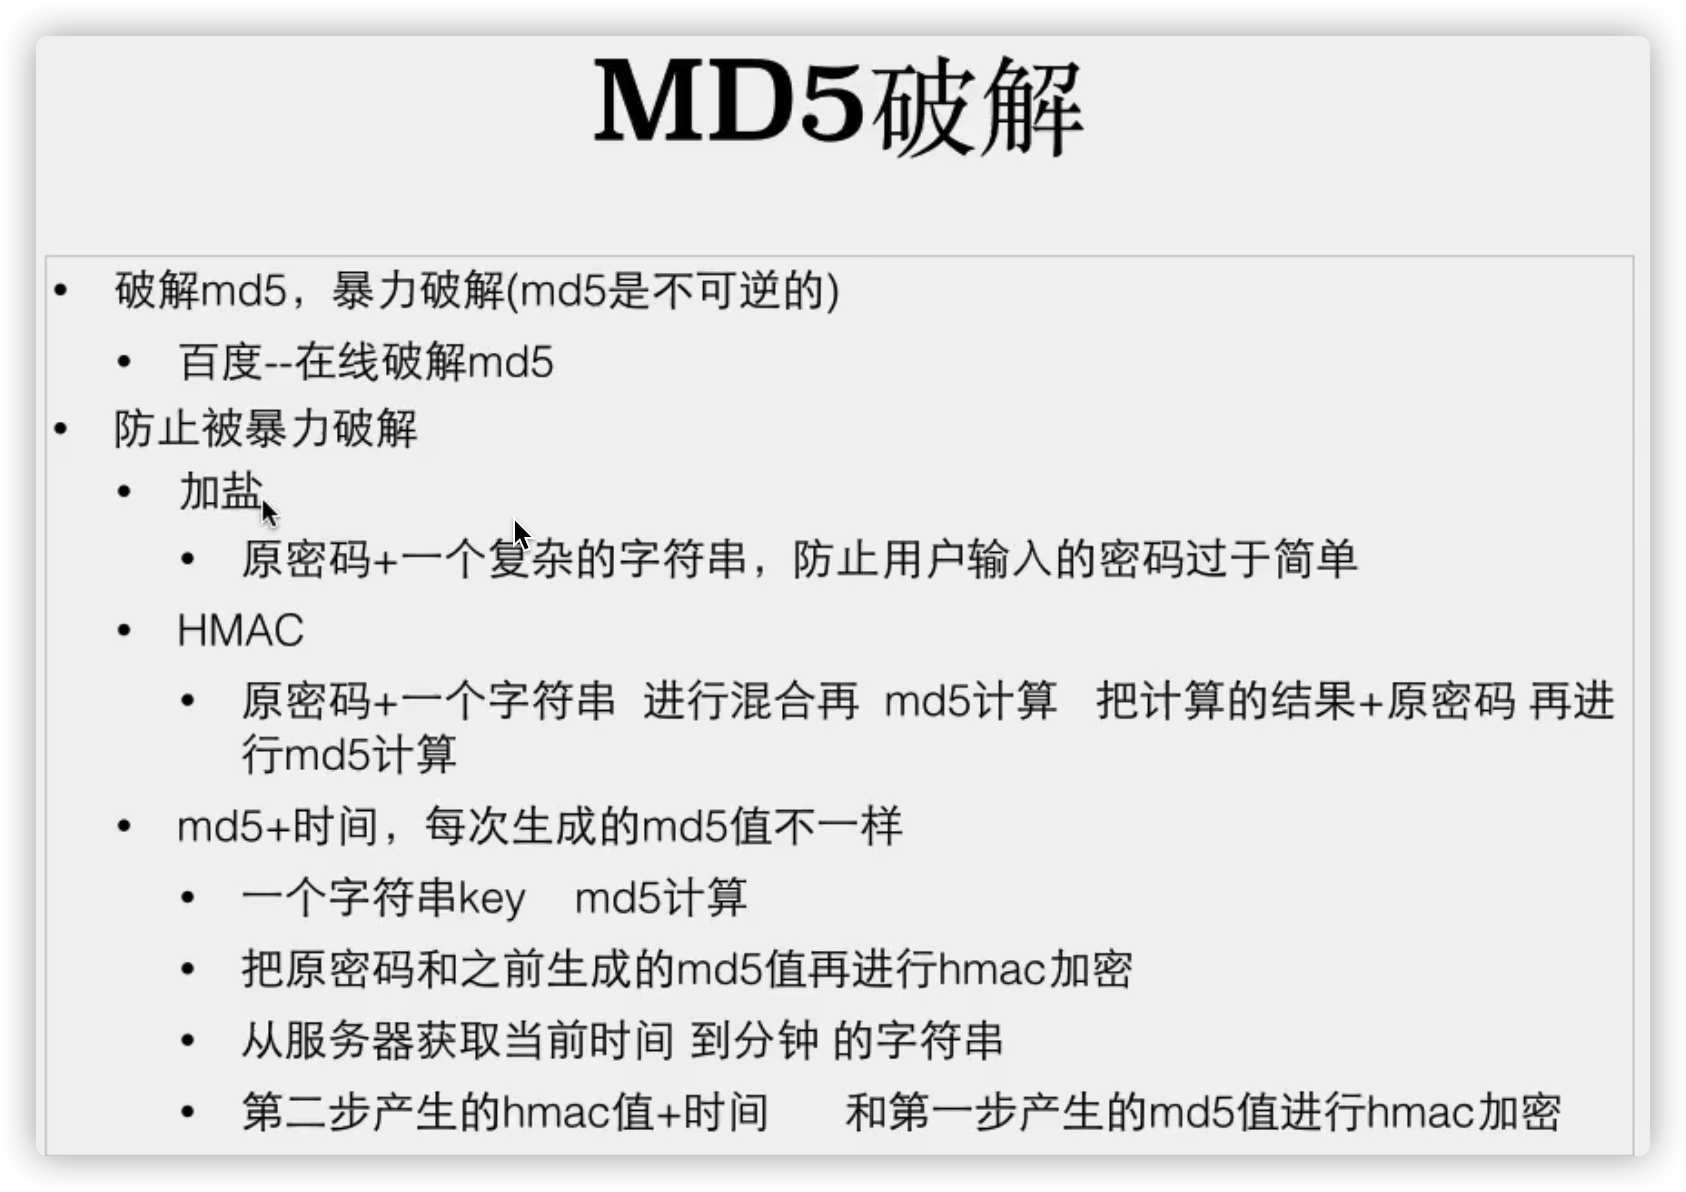 MD5破解
• 破解md5，暴力破解(md5是不可逆的)
• 百度--在线破解md5
• 防止被暴力破解
• 加盐
• 原密码+一个复杂的字符串，防止用户输入的密码过于简单
• HMAC
• 原密码+一个字符串 进行混合再 md5计算 把计算的结果+原密码 再进
行md5计算
• md5+时间，每次生成的md5值不一样
• 一个字符串key md5计算
• 把原密码和之前生成的md5值再进行hmac加密
• 从服务器获取当前时间 到分钟 的字符串
• 第二步产生的hmac值+时间 和第一步产生的md5值进行hmac加密